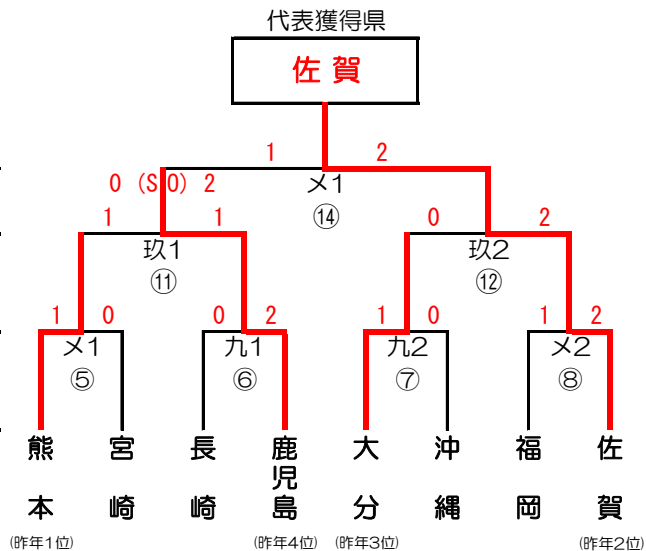 代表獲得県
佐賀
1 2
メ1
⑭
0 (SO) 2
1 1 0 2
玖1 玖2
⑪ ⑫
1 0 0 2 1 0 1 2
メ1 九1 九2 メ2
⑤ ⑥ ⑦ ⑧
熊本 宮崎 長崎 鹿児島 大分 沖縄 福岡 佐賀
(昨年1位) (昨年4位) (昨年3位) (昨年2位)